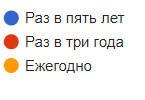 Раз в пять лет
Раз в три года
Ежегодно